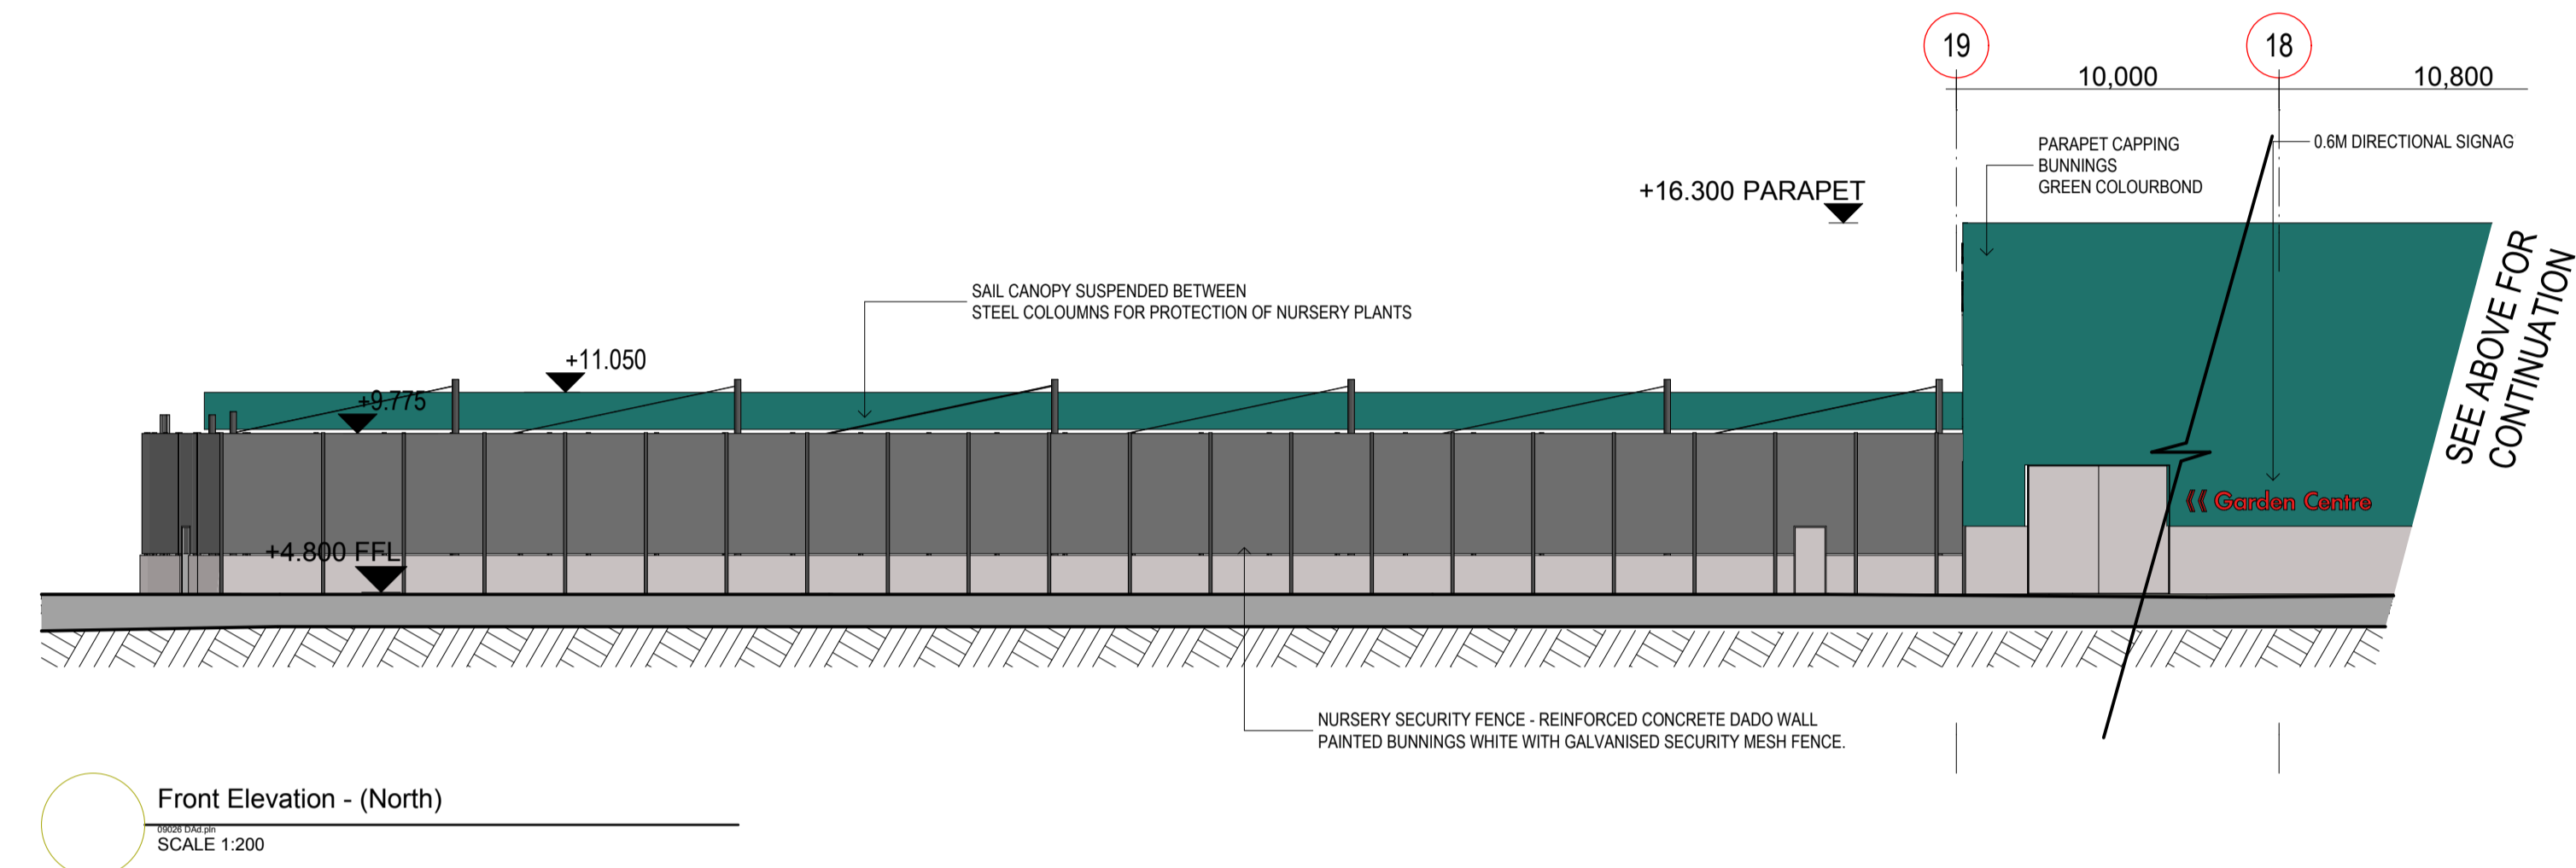 19
18
10,000
10,800
PARAPET CAPPING
BUNNINGS
GREEN COLOURBOND
0.6M DIRECTIONAL SIGNAG
+16.300 PARAPET
SEE ABOVE FOR
CONTINUATION
SAIL CANOPY SUSPENDED BETWEEN
STEEL COLOUMNS FOR PROTECTION OF NURSERY PLANTS
+11.050
+9.775
+4.800 FFL
Garden Centre
NURSERY SECURITY FENCE - REINFORCED CONCRETE DADO WALL
PAINTED BUNNINGS WHITE WITH GALVANISED SECURITY MESH FENCE.
Front Elevation - (North)
09026 DAd.pln
SCALE 1:200